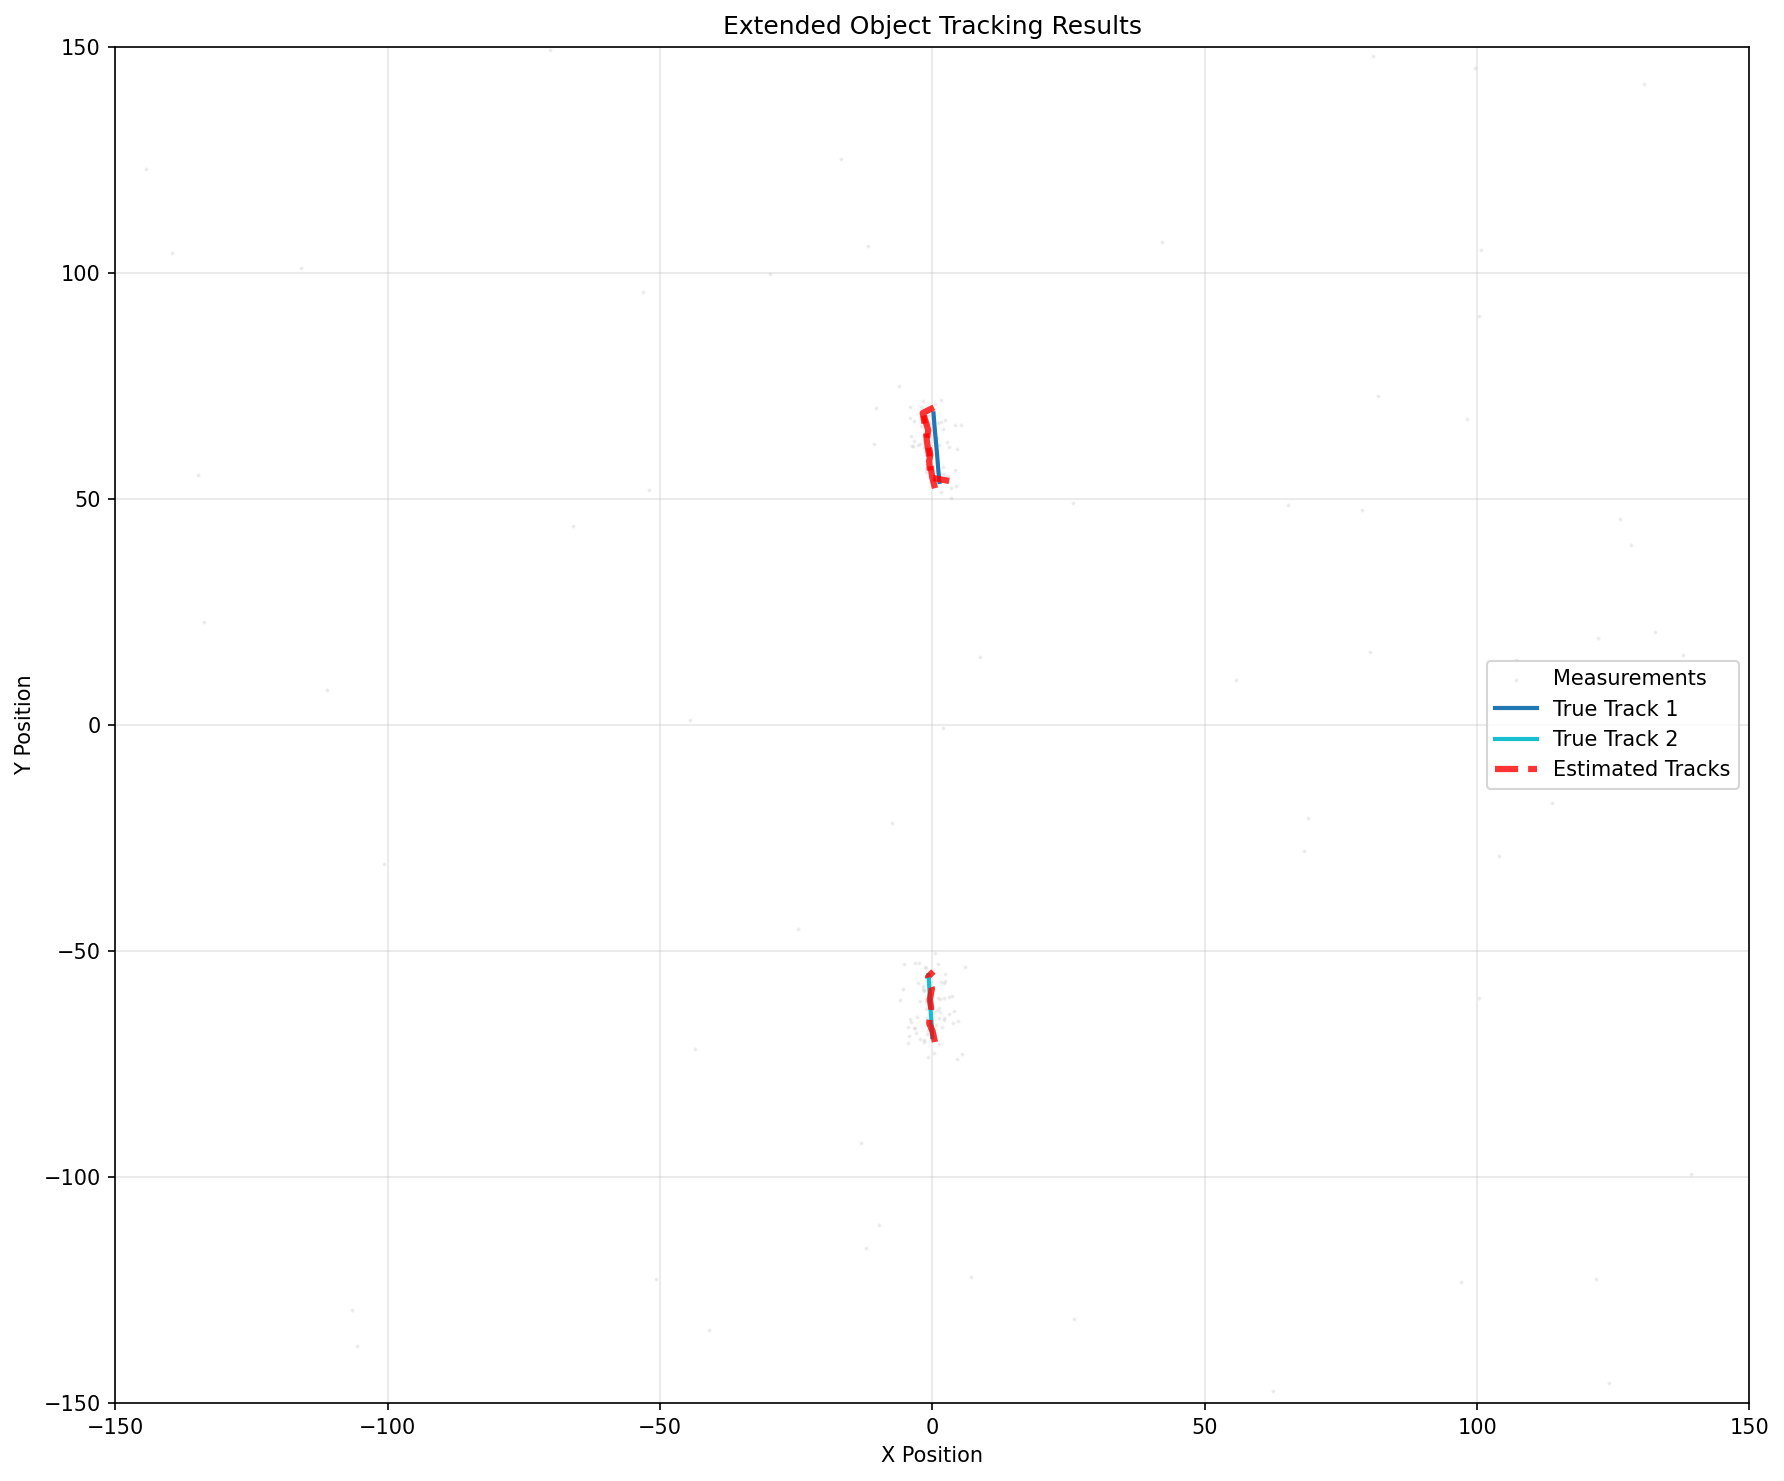 Extended Object Tracking Results
150
100
50
0
−50
−100
−150
Y Position
Measurements
True Track 1
True Track 2
Estimated Tracks
−150
−100
−50
0
50
100
150
X Position